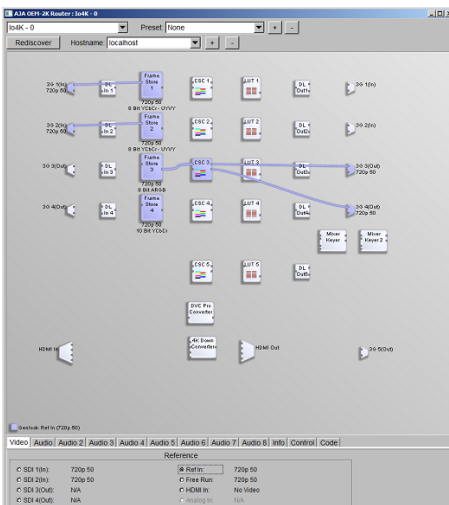 AJA OEM-2K Router : Io4K - 0
Io4K - 0 Preset: None + -
Rediscover Hostname: localhost + -
3G 1(In) 720p 50
DL In 1
Frame Store 1
720p 50
8 Bit YCbCr - UYVY
CSC 1
LUT 1
DL Out1
3G 1(In)
3G 2(In) 720p 50
DL In 2
Frame Store 2
720p 50
8 Bit YCbCr - UYVY
CSC 2
LUT 2
DL Out2
3G 2(In)
3G 3(Out)
DL In 3
Frame Store 3
720p 50
8 Bit ARGB
CSC 3
LUT 3
DL Out3
3G 3(Out) 720p 50
3G 4(Out)
DL In 4
Frame Store 4
720p 50
10 Bit YCbCr
CSC 4
LUT 4
DL Out4
3G 4(Out) 720p 50
Mixer Keyer
Mixer Keyer 2
CSC 5
LUT 5
DL Out5
DVC Pro Converter
HDMI In
4K Down Converter
HDMI Out
3G 5(Out)
Genlock: Ref In (720p 50)
Video Audio Audio 2 Audio 3 Audio 4 Audio 5 Audio 6 Audio 7 Audio 8 Info Control Code
Reference
SDI 1(In): 720p 50 Ref In: 720p 50
SDI 2(In): 720p 50 Free Run: 720p 50
SDI 3(Out): N/A HDMI In: No Video
SDI 4(Out): N/A Analog In: N/A